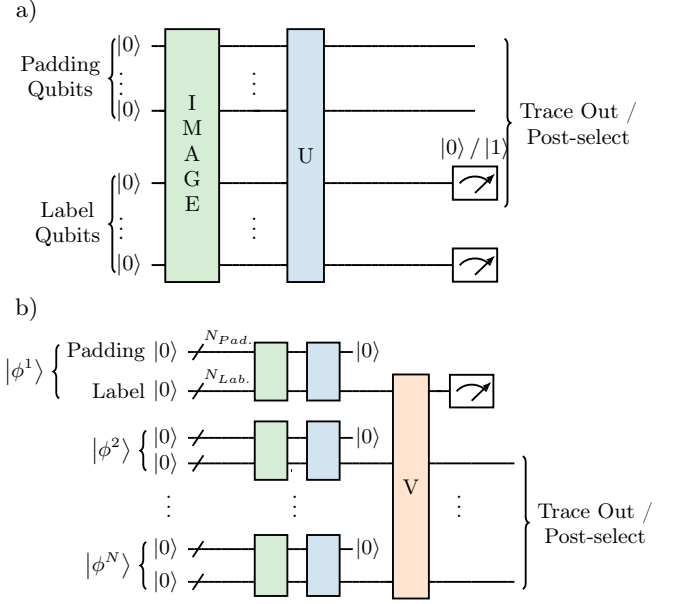 a)
Padding
Qubits
|0⟩
⋮
|0⟩
Label
Qubits
|0⟩
⋮
|0⟩
I
M
A
G
E
⋮
⋮
U
|0⟩ / |1⟩
Trace Out /
Post-select
b)
|ϕ¹⟩
Padding |0⟩ N_Pad. |0⟩
Label |0⟩ N_Lab.
|ϕ²⟩
|0⟩ |0⟩
|0⟩
V
⋮ ⋮ ⋮
Trace Out /
Post-select
|ϕᴺ⟩
|0⟩ |0⟩
|0⟩